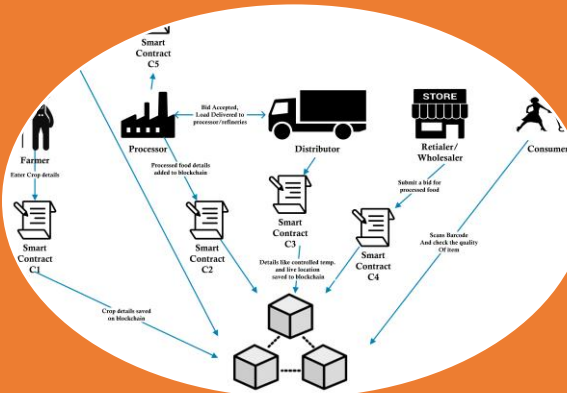 Smart
Contract
C5
STORE
Bid Accepted,
Load Delivered to
processor/refineries
Farmer
Processor
Distributor
Retialer/
Wholesaler
Consumer
Enter Crop details
Processed food details
added to blockchain
Submit a bid for
processed food
Smart
Contract
C1
Smart
Contract
C2
Smart
Contract
C3
Smart
Contract
C4
Scans Barcode
And check the quality
Of item
Details like controlled temp.
and live location
saved to blockchain
Crop details saved
on blockchain